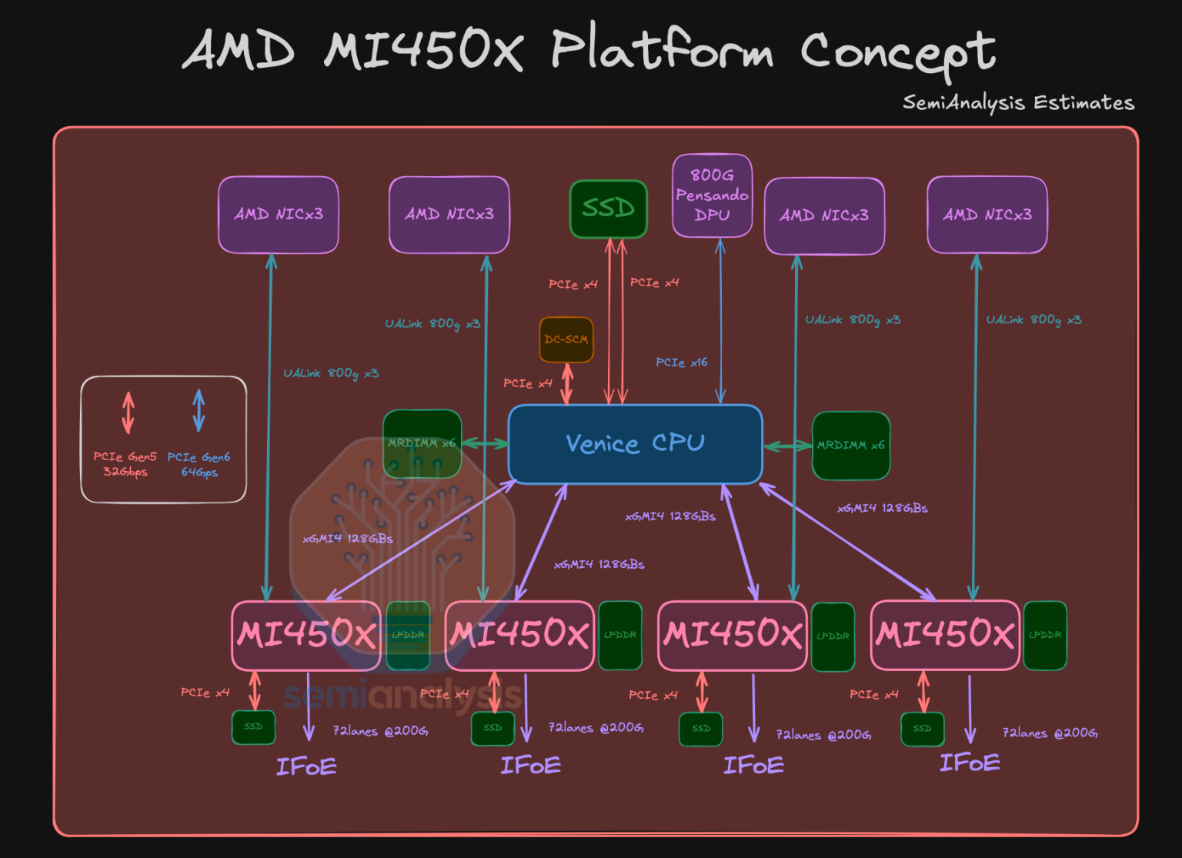 AMD MI450X Platform Concept
SemiAnalysis Estimates
AMD NICx3
AMD NICx3
SSD
800G
Pensando
DPU
AMD NICx3
AMD NICx3
PCIe x4
PCIe x4
UALink 800g x3
UALink 800g x3
UALink 800g x3
DC-SCM
PCIe x16
UALink 800g x3
PCIe x4
PCIe Gen5
32Gbps
PCIe Gen6
64Gps
MRDIMM x6
Venice CPU
MRDIMM x6
xGMI4 128GBs
xGMI4 128GBs
xGMI4 128GBs
xGMI4 128GBs
MI450X
LPDDR
MI450X
LPDDR
MI450X
LPDDR
MI450X
LPDDR
semianalysis
PCIe x4
PCIe x4
PCIe x4
PCIe x4
SSD
72lanes @200G
SSD
72lanes @200G
SSD
72lanes @200G
SSD
72lanes @200G
IFoE
IFoE
IFoE
IFoE